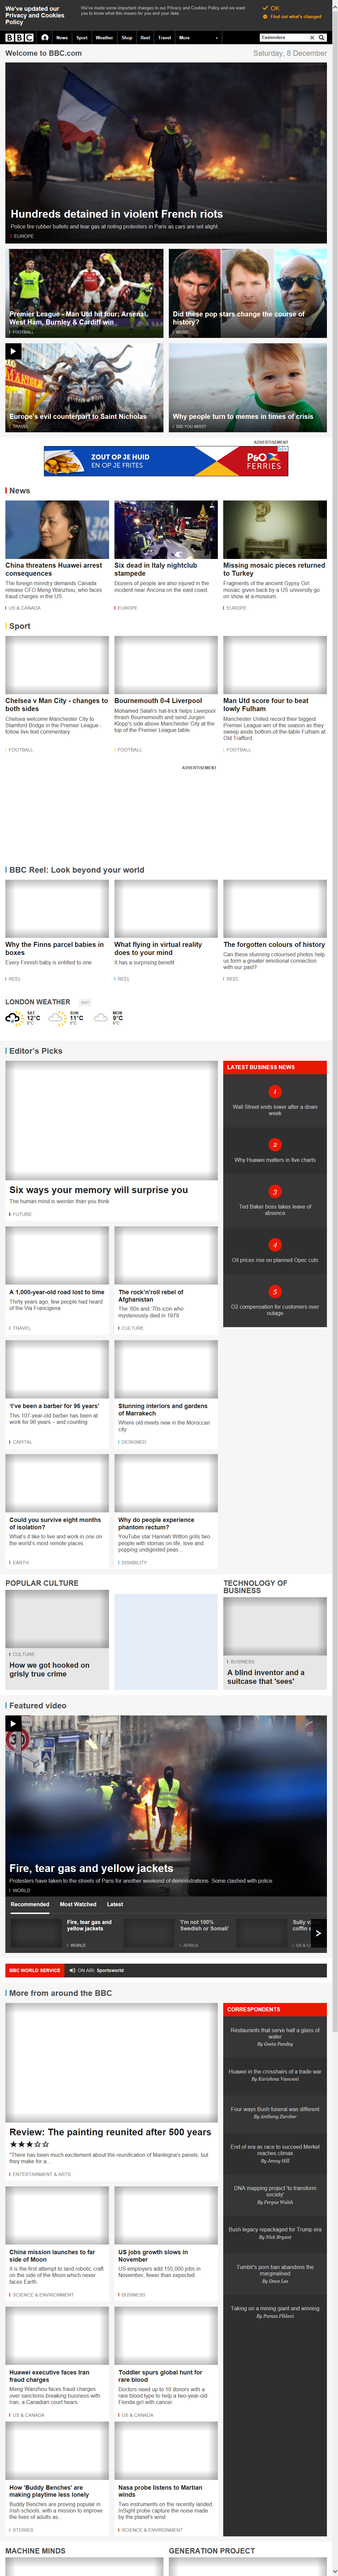 We've updated our
Privacy and Cookies
Policy
We've made some important changes to our Privacy and Cookies Policy and we want
you to know what this means for you and your data.
OK
Find out what's changed
BBC
News
Sport
Weather
Shop
Reel
Travel
More
Eastenders
Welcome to BBC.com
Saturday, 8 December
Hundreds detained in violent French riots
Police fire rubber bullets and tear gas at rioting protesters in Paris as cars are set alight.
EUROPE
Premier League - Man Utd hit four; Arsenal,
West Ham, Burnley & Cardiff win
FOOTBALL
Did these pop stars change the course of
history?
MUSIC
Europe's evil counterpart to Saint Nicholas
TRAVEL
Why people turn to memes in times of crisis
DID YOU MISS?
ADVERTISEMENT
ZOUT OP JE HUID
EN OP JE FRITES
P&O
FERRIES
News
China threatens Huawei arrest
consequences
The foreign ministry demands Canada
release CFO Meng Wanzhou, who faces
fraud charges in the US.
US & CANADA
Six dead in Italy nightclub
stampede
Dozens of people are also injured in the
incident near Ancona on the east coast.
EUROPE
Missing mosaic pieces returned
to Turkey
Fragments of the ancient Gypsy Girl
mosaic given back by a US university go
on show at a museum.
EUROPE
Sport
Chelsea v Man City - changes to
both sides
Chelsea welcome Manchester City to
Stamford Bridge in the Premier League -
follow live text commentary.
FOOTBALL
Bournemouth 0-4 Liverpool
Mohamed Salah's hat-trick helps Liverpool
thrash Bournemouth and send Jurgen
Klopp's side above Manchester City at the
top of the Premier League table.
FOOTBALL
Man Utd score four to beat
lowly Fulham
Manchester United record their biggest
Premier League win of the season as they
sweep aside bottom-of-the-table Fulham at
Old Trafford.
FOOTBALL
ADVERTISEMENT
BBC Reel: Look beyond your world
Why the Finns parcel babies in
boxes
Every Finnish baby is entitled to one
REEL
What flying in virtual reality
does to your mind
It has a surprising benefit
REEL
The forgotten colours of history
Can these stunning colourised photos help
us form a greater emotional connection
with our past?
REEL
LONDON WEATHER
EDIT
SAT
12°C
8°C
SUN
11°C
5°C
MON
9°C
6°C
Editor's Picks
Six ways your memory will surprise you
The human mind is weirder than you think
FUTURE
A 1,000-year-old road lost to time
Thirty years ago, few people had heard
of the Via Francigena
TRAVEL
The rock'n'roll rebel of
Afghanistan
The '60s and '70s icon who
mysteriously died in 1979
CULTURE
'I've been a barber for 96 years'
This 107-year-old barber has been at
work for 96 years – and counting
CAPITAL
Stunning interiors and gardens
of Marrakech
Where old meets new in the Moroccan
city
DESIGNED
Could you survive eight months
of isolation?
What's it like to live and work in one on
the world's most remote places
EARTH
Why do people experience
phantom rectum?
YouTube star Hannah Witton grills two
people with stomas on life, love and
popping undigested peas...
DISABILITY
LATEST BUSINESS NEWS
1
Wall Street ends lower after a down
week
2
Why Huawei matters in five charts
3
Ted Baker boss takes leave of
absence
4
Oil prices rise on planned Opec cuts
5
O2 compensation for customers over
outage
POPULAR CULTURE
CULTURE
How we got hooked on
grisly true crime
TECHNOLOGY OF
BUSINESS
BUSINESS
A blind inventor and a
suitcase that 'sees'
Featured video
30
Fire, tear gas and yellow jackets
Protesters have taken to the streets of Paris for another weekend of demonstrations. Some clashed with police.
WORLD
Recommended
Most Watched
Latest
Fire, tear gas and
yellow jackets
WORLD
'I'm not 100%
Swedish or Somali'
AFRICA
BBC WORLD SERVICE
ON AIR: Sportsworld
More from around the BBC
Review: The painting reunited after 500 years
"There has been much excitement about the reunification of Mantegna's panels, but
they make for a...
ENTERTAINMENT & ARTS
China mission launches to far
side of Moon
It is the first attempt to land robotic craft
on the side of the Moon which never
faces Earth.
SCIENCE & ENVIRONMENT
US jobs growth slows in
November
US employers add 155,000 jobs in
November, fewer than expected.
BUSINESS
Huawei executive faces Iran
fraud charges
Meng Wanzhou faces fraud charges
over sanctions-breaking business with
Iran, a Canadian court hears.
US & CANADA
Toddler spurs global hunt for
rare blood
Doctors need up to 10 donors with a
rare blood type to help a two-year-old
Florida girl with cancer.
US & CANADA
How 'Buddy Benches' are
making playtime less lonely
Buddy Benches are proving popular in
Irish schools, with a mission to improve
the lives of adults as...
STORIES
Nasa probe listens to Martian
winds
Two instruments on the recently landed
InSight probe capture the noise made
by the planet's wind.
SCIENCE & ENVIRONMENT
CORRESPONDENTS
Restaurants that serve half a glass of
water
By Geeta Pandey
Huawei in the crosshairs of a trade war
By Karishma Vaswani
Four ways Bush funeral was different
By Anthony Zurcher
End of era as race to succeed Merkel
reaches climax
By Jenny Hill
DNA mapping project 'to transform
society'
By Fergus Walsh
Bush legacy repackaged for Trump era
By Nick Bryant
Tumblr's porn ban abandons the
marginalised
By Dave Lee
Taking on a mining giant and winning
By Pumza Fihlani
MACHINE MINDS
GENERATION PROJECT